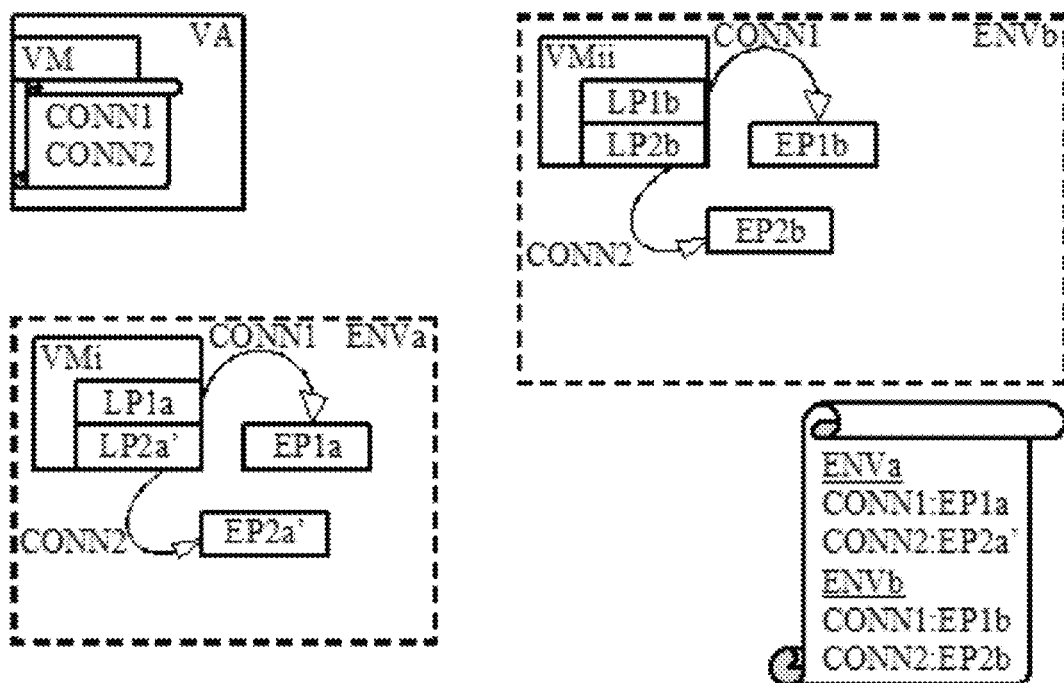 VA
VM
CONN1
CONN2
CONN1
ENVb
VMii
LP1b
LP2b
EP1b
EP2b
CONN2
CONN1
ENVa
VMi
LP1a
LP2a'
EP1a
EP2a'
CONN2
ENVa
CONN1:EP1a
CONN2:EP2a'
ENVb
CONN1:EP1b
CONN2:EP2b